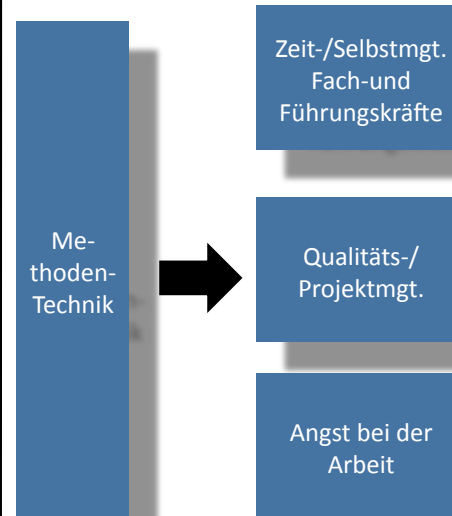 Me-
thoden-
Technik
Zeit-/Selbstmgt.
Fach-und
Führungskräfte
Qualitäts-/
Projektmgt.
Angst bei der
Arbeit